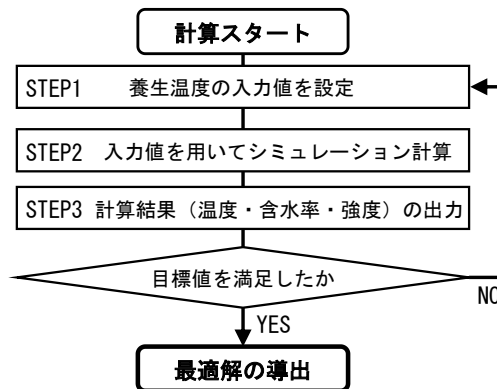 計算スタート
STEP1 養生温度の入力値を設定
STEP2 入力値を用いてシミュレーション計算
STEP3 計算結果（温度・含水率・強度）の出力
目標値を満足したか
NO
YES
最適解の導出